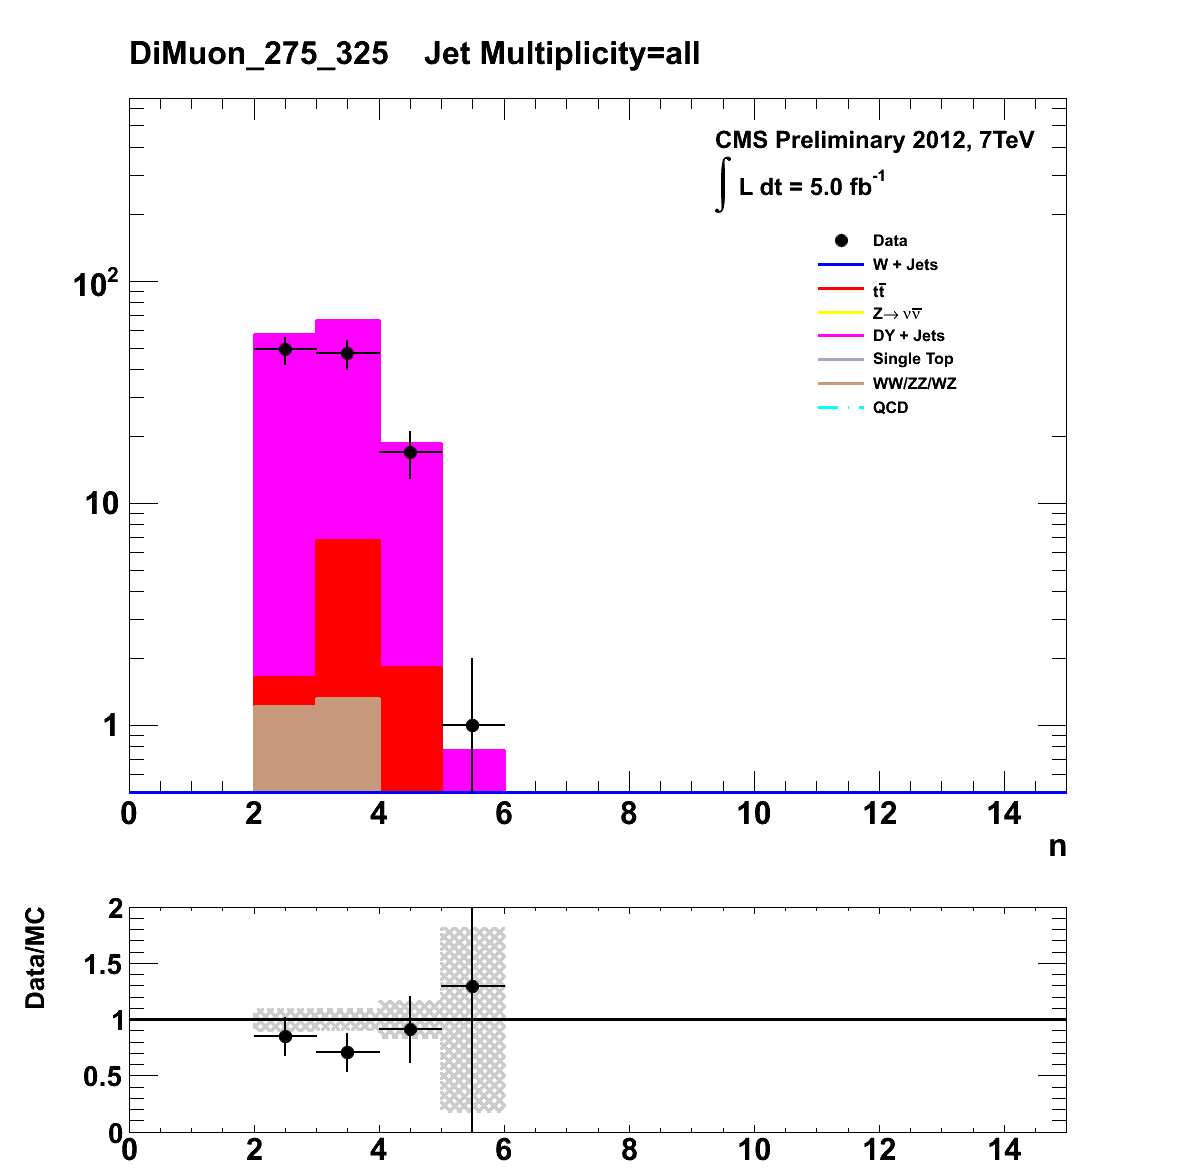 DiMuon_275_325 Jet Multiplicity=all
CMS Preliminary 2012, 7TeV
∫ L dt = 5.0 fb⁻¹
Data
W + Jets
tt̅
Z→ νν̅
DY + Jets
Single Top
WW/ZZ/WZ
QCD
10²
10
1
0 2 4 6 8 10 12 14
n
Data/MC
2
1.5
1
0.5
0
0 2 4 6 8 10 12 14